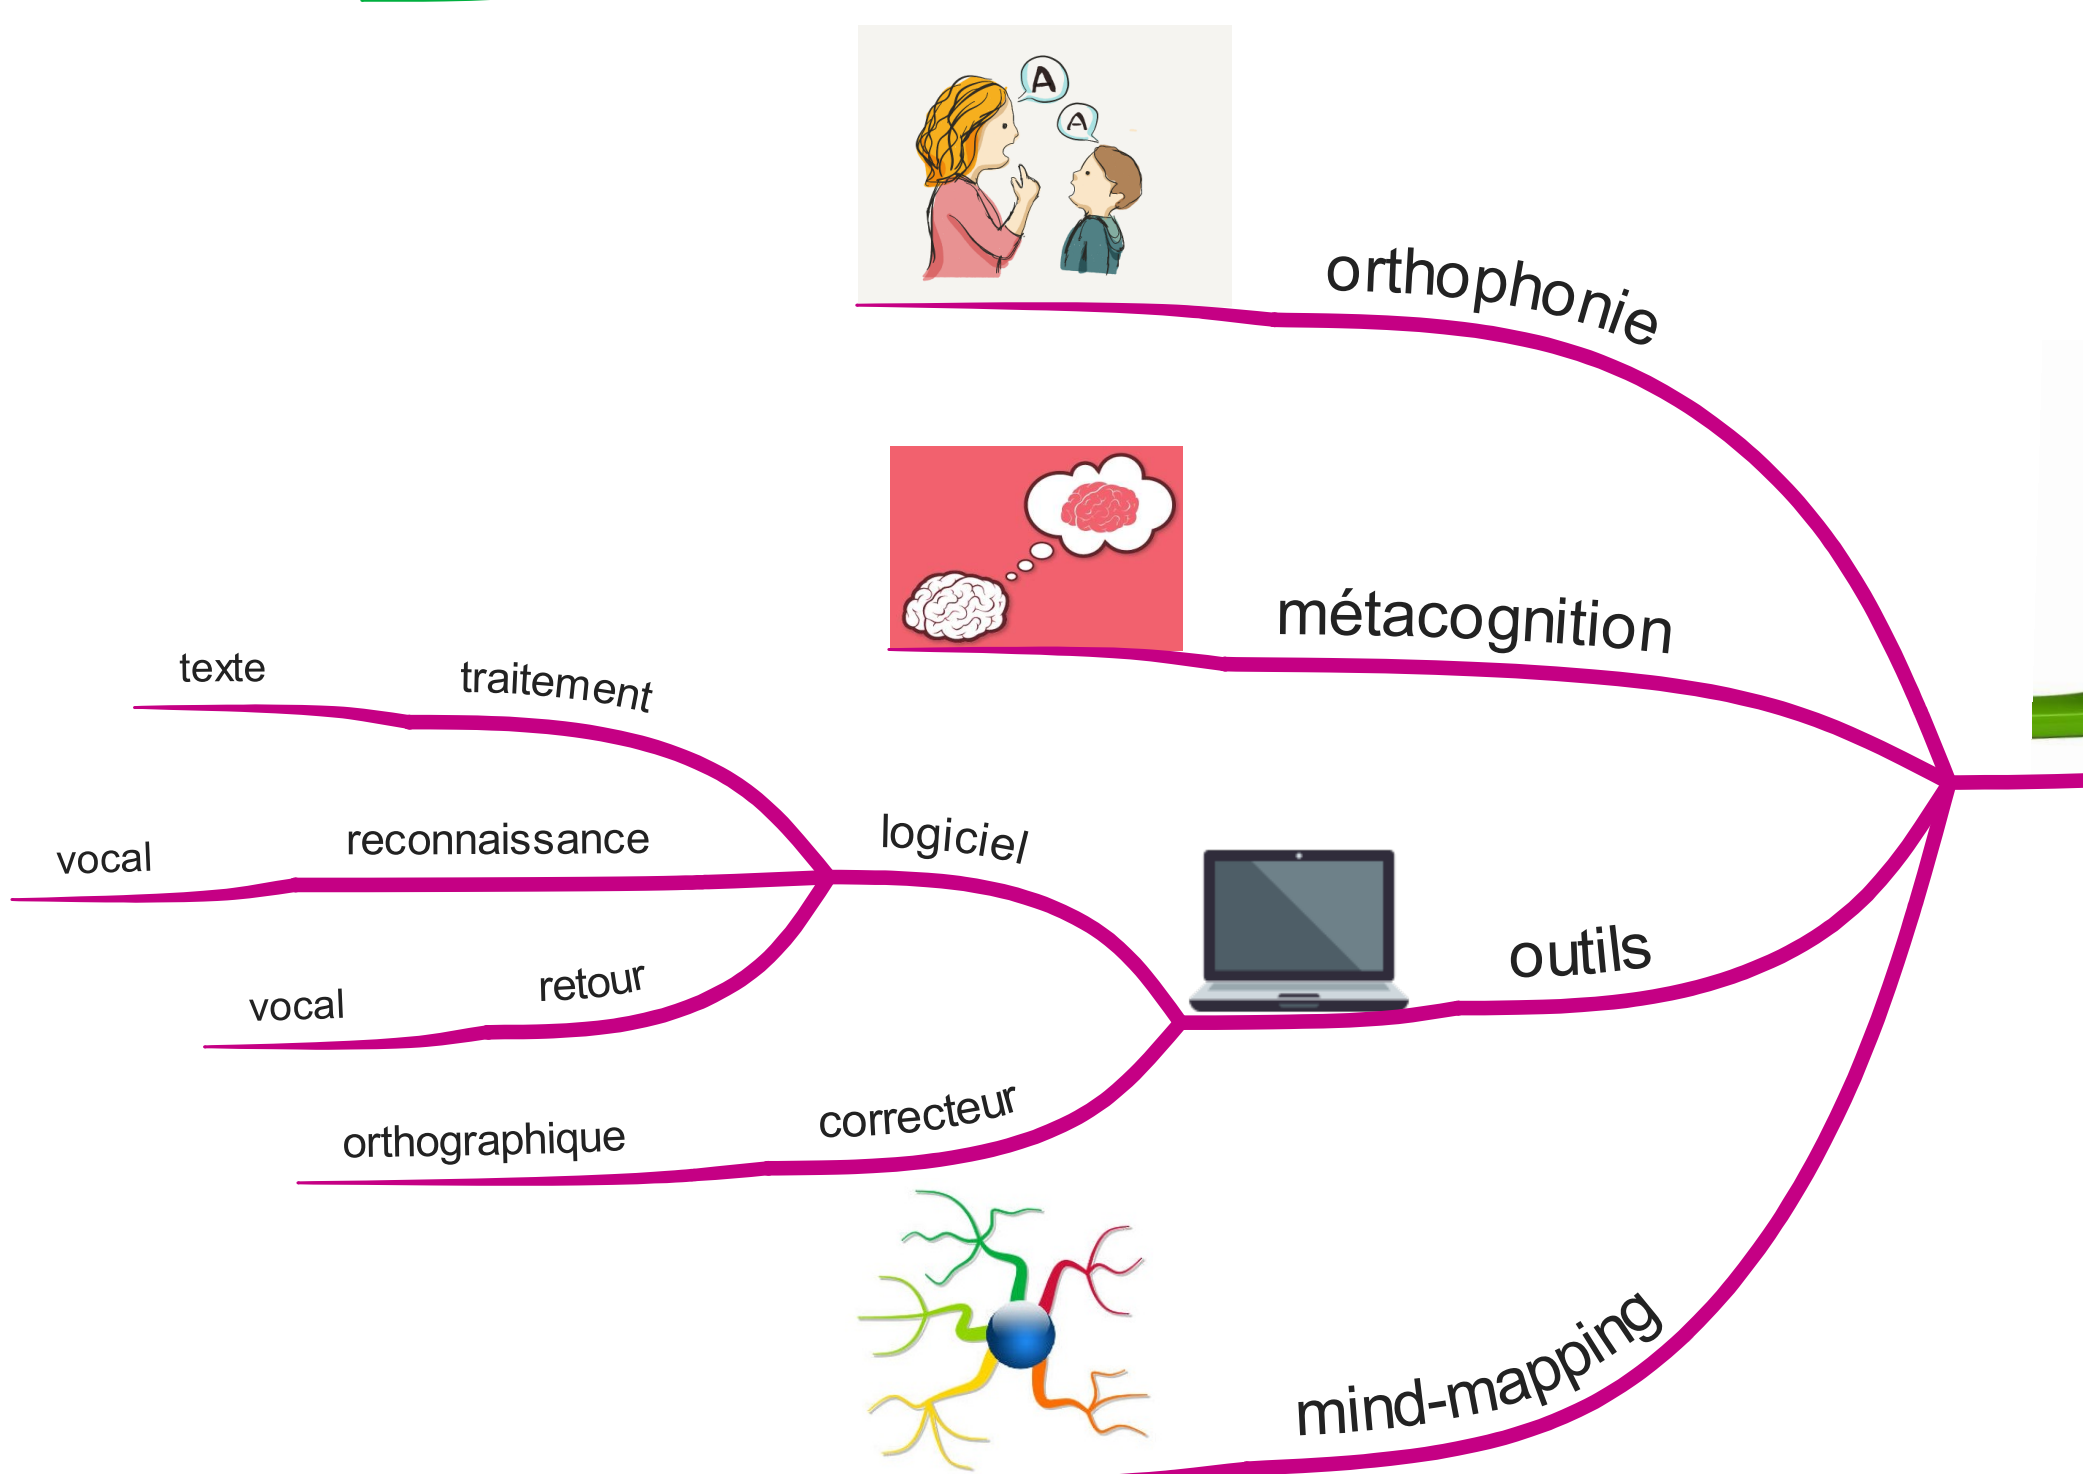 A
A
orthophonie
métacognition
outils
logiciel
traitement
texte
reconnaissance
vocal
retour
vocal
correcteur
orthographique
mind-mapping